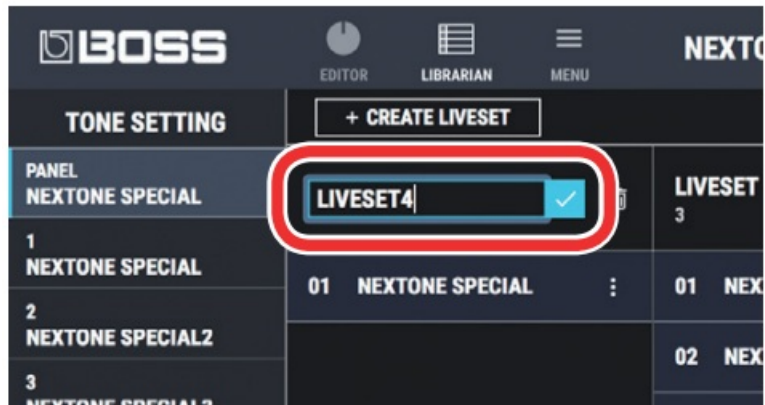 BOSS
EDITOR
LIBRARIAN
MENU
TONE SETTING
+ CREATE LIVESET
PANEL
NEXTONE SPECIAL
1
NEXTONE SPECIAL
2
NEXTONE SPECIAL2
3
LIVESET4
01 NEXTONE SPECIAL
LIVESET
3
01
02